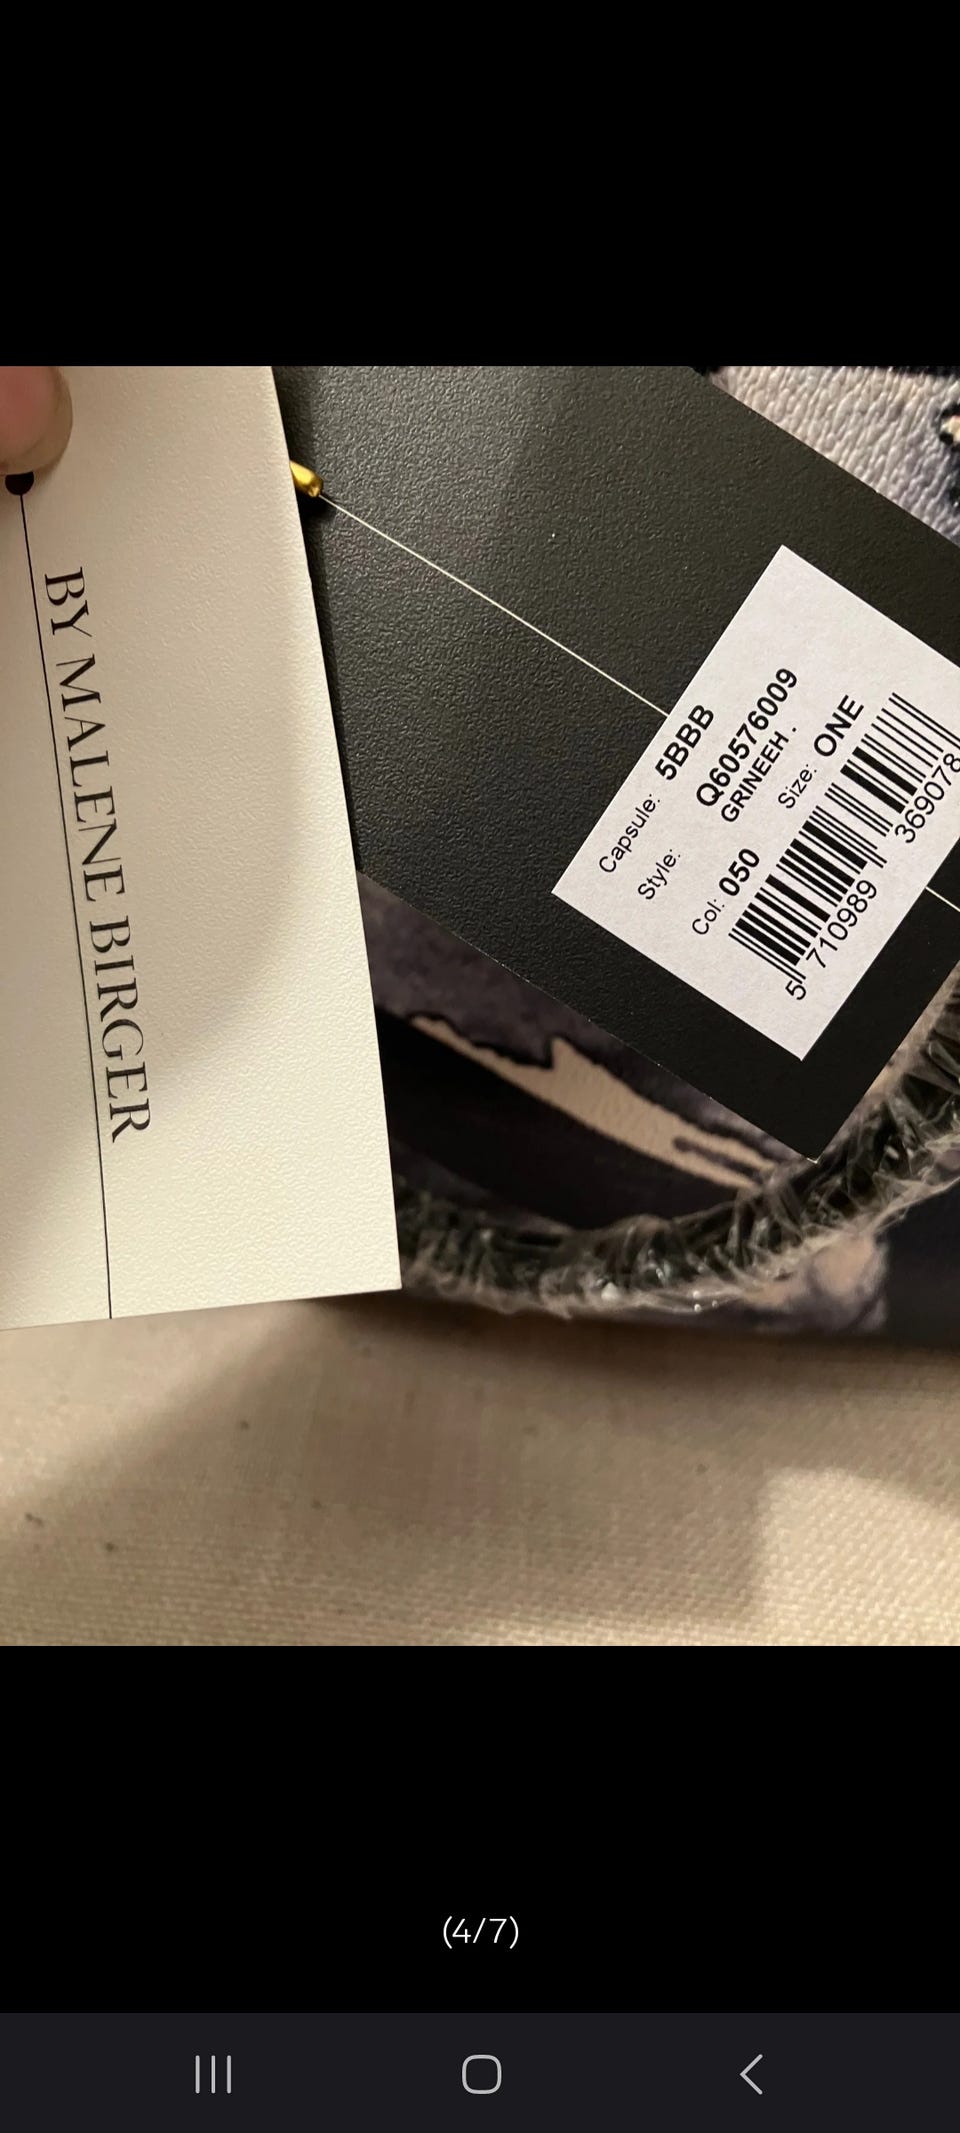 BY MALENE BIRGER
Capsule: 5BBB
Style: Q60576009
GRINEEH .
Col: 050 Size: ONE
5 710989 369078
(4/7)